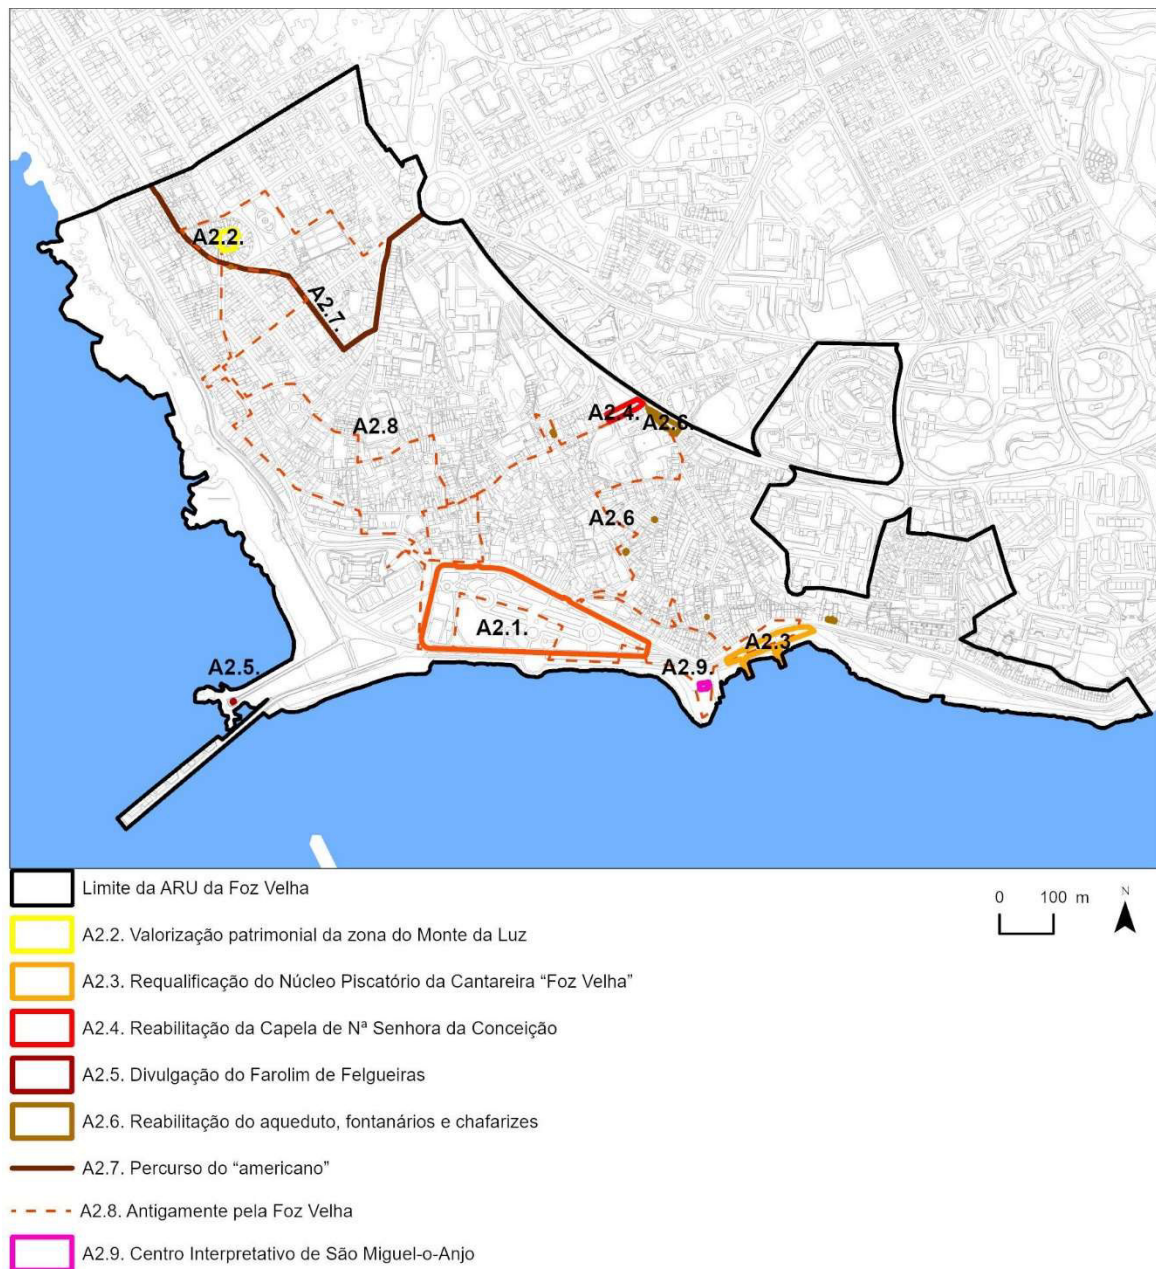 A2.2.
A2.7.
A2.8
A2.4.
A2.6.
A2.6
A2.1.
A2.3
A2.5.
A2.9.
Limite da ARU da Foz Velha
0 100 m
N
A2.2. Valorização patrimonial da zona do Monte da Luz
A2.3. Requalificação do Núcleo Piscatório da Cantareira “Foz Velha”
A2.4. Reabilitação da Capela de Nª Senhora da Conceição
A2.5. Divulgação do Farolim de Felgueiras
A2.6. Reabilitação do aqueduto, fontanários e chafarizes
A2.7. Percurso do “americano”
A2.8. Antigamente pela Foz Velha
A2.9. Centro Interpretativo de São Miguel-o-Anjo